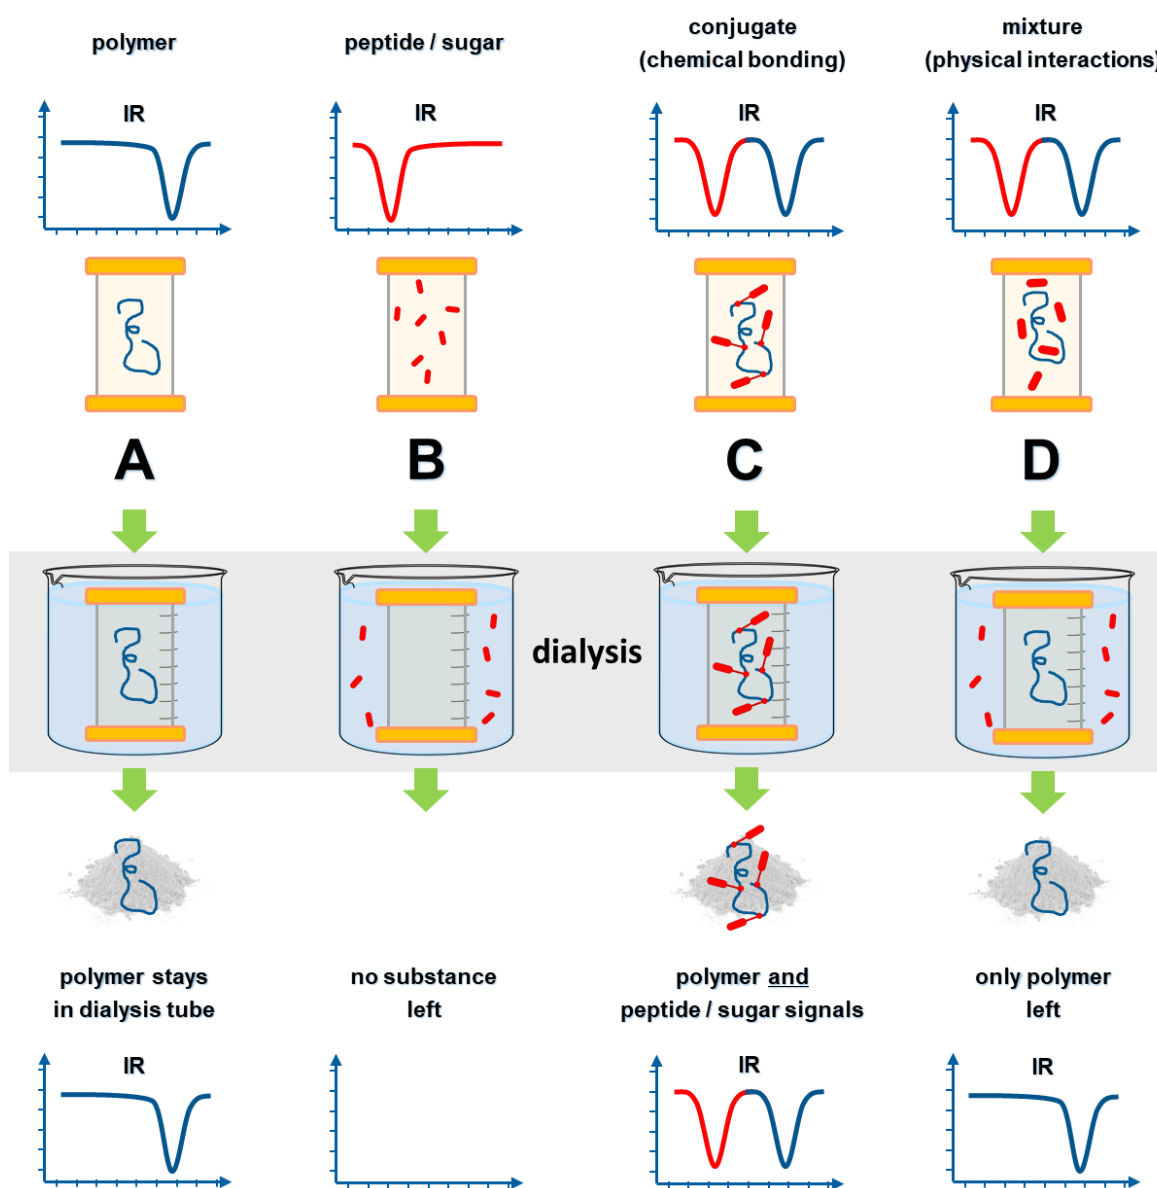 polymer
peptide / sugar
conjugate
(chemical bonding)
mixture
(physical interactions)
IR
IR
IR
IR
A
B
C
D
dialysis
polymer stays
in dialysis tube
no substance
left
polymer and
peptide / sugar signals
only polymer
left
IR
IR
IR